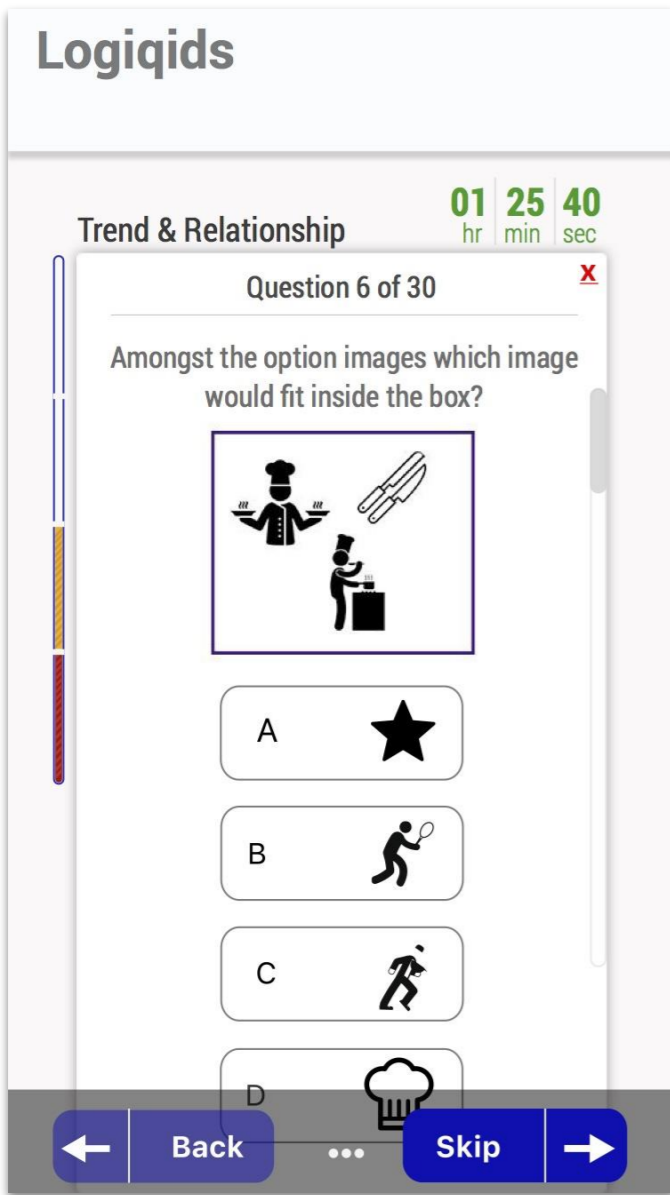 Logiqids
Trend & Relationship
01 25 40
hr min sec
X
Question 6 of 30
Amongst the option images which image
would fit inside the box?
A
B
C
D
Back
Skip